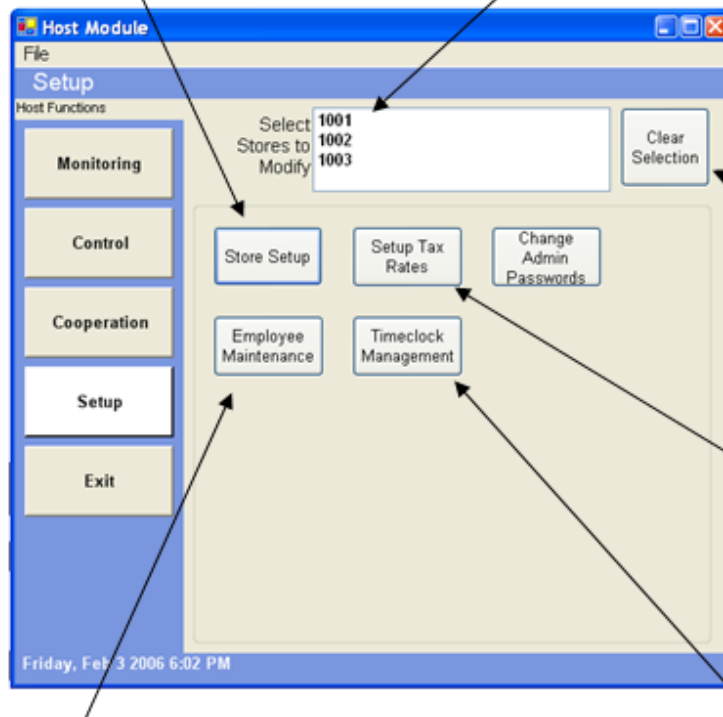 Host Module
File
Setup
Host Functions
Select
Stores to
Modify
1001
1002
1003
Clear
Selection
Monitoring
Control
Cooperation
Setup
Exit
Store Setup
Setup Tax
Rates
Change
Admin
Passwords
Employee
Maintenance
Timeclock
Management
Friday, Feb 3 2006 6:02 PM